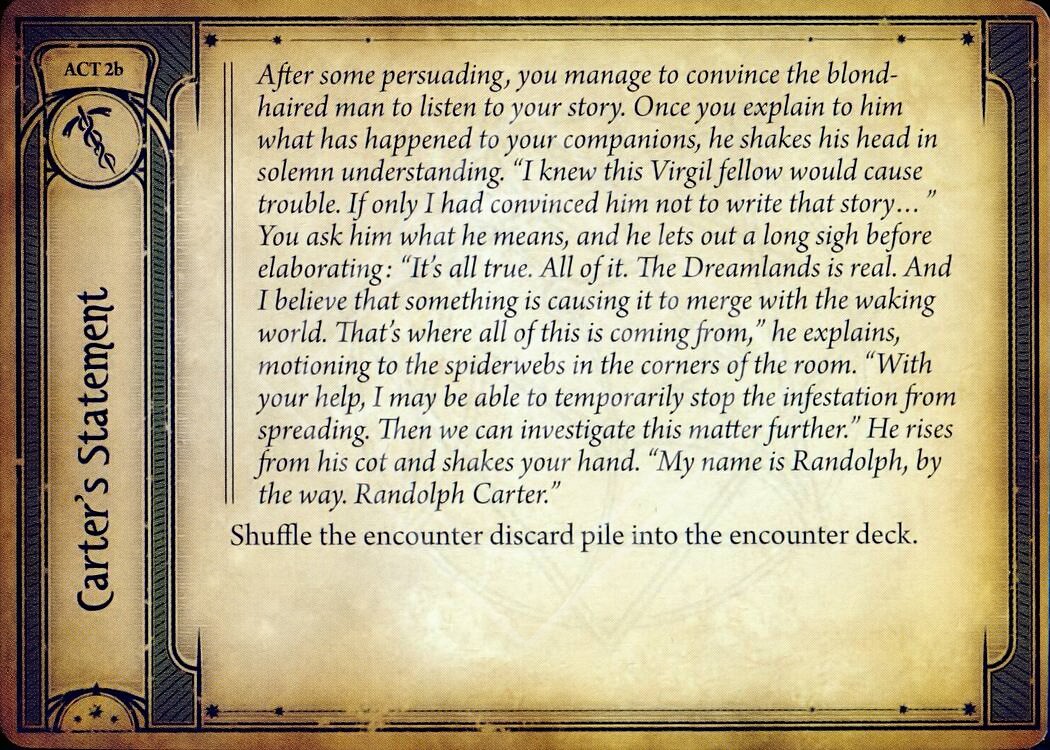 ACT 2b
Carter's Statement
After some persuading, you manage to convince the blond-
haired man to listen to your story. Once you explain to him
what has happened to your companions, he shakes his head in
solemn understanding. “I knew this Virgil fellow would cause
trouble. If only I had convinced him not to write that story… ”
You ask him what he means, and he lets out a long sigh before
elaborating: “It’s all true. All of it. The Dreamlands is real. And
I believe that something is causing it to merge with the waking
world. That’s where all of this is coming from,” he explains,
motioning to the spiderwebs in the corners of the room. “With
your help, I may be able to temporarily stop the infestation from
spreading. Then we can investigate this matter further.” He rises
from his cot and shakes your hand. “My name is Randolph, by
the way. Randolph Carter.”
Shuffle the encounter discard pile into the encounter deck.